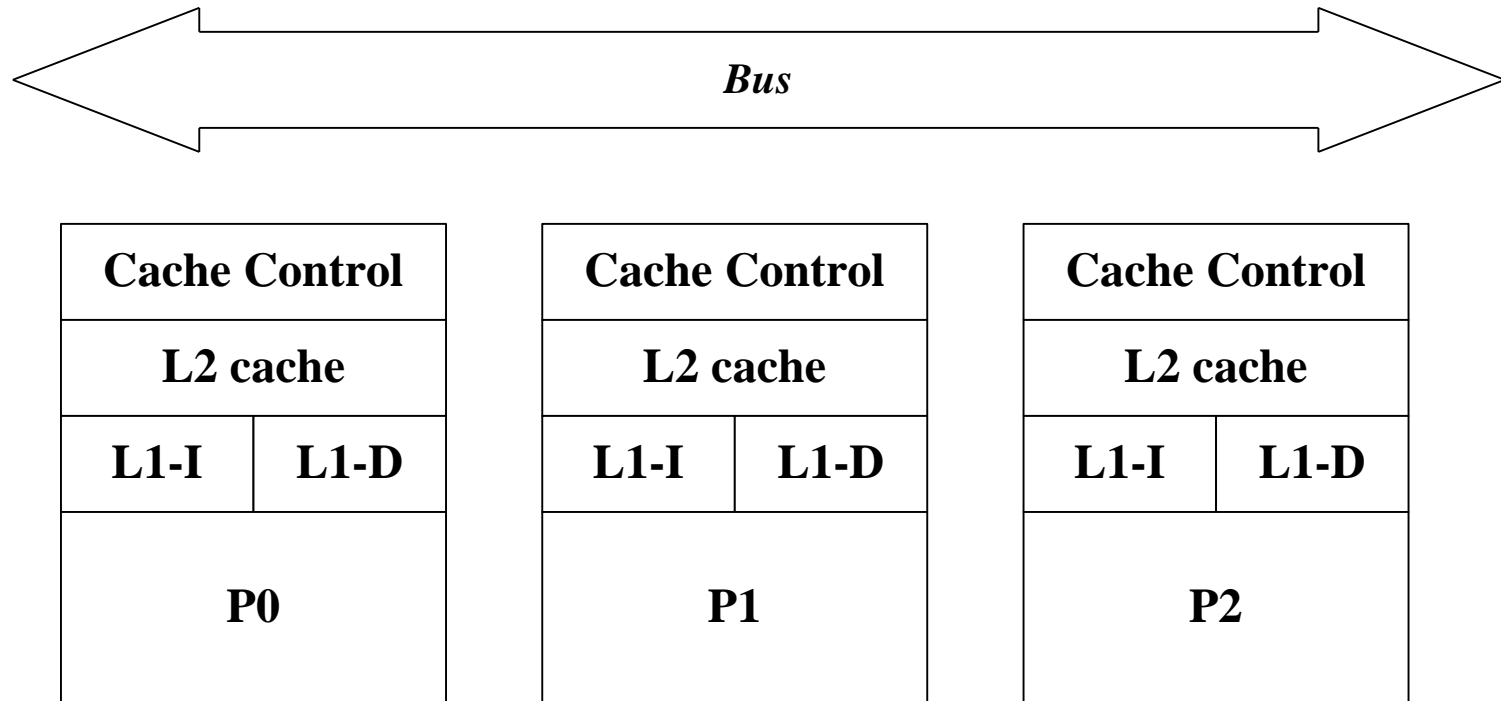 Bus
Cache Control Cache Control Cache Control
L2 cache L2 cache L2 cache
L1-I L1-D L1-I L1-D L1-I L1-D
P0 P1 P2